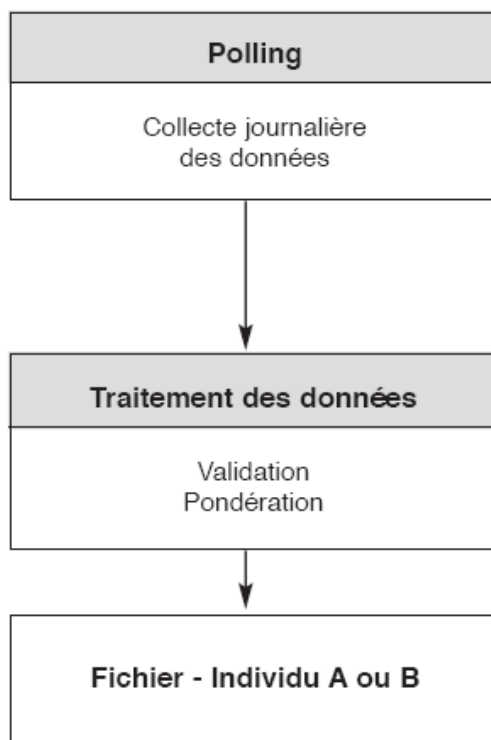 Polling
Collecte journalière
des données
Traitement des données
Validation
Pondération
Fichier - Individu A ou B